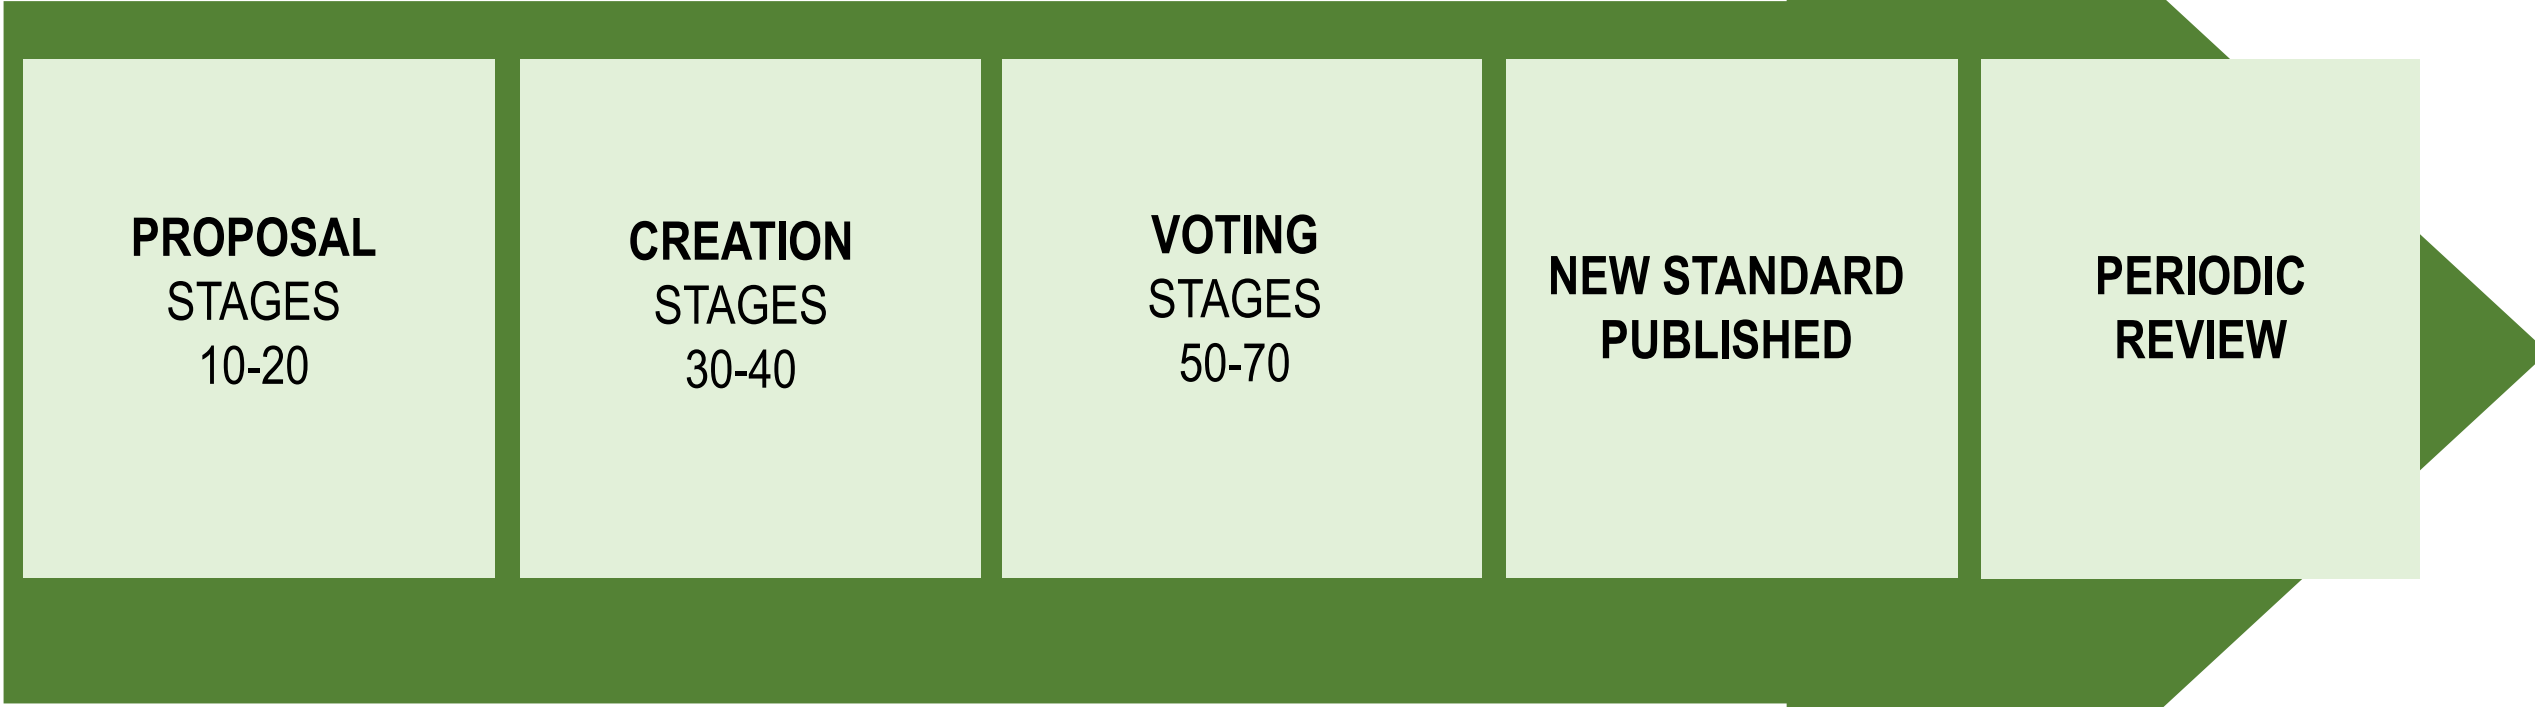 PROPOSAL
STAGES
10-20
CREATION
STAGES
30-40
VOTING
STAGES
50-70
NEW STANDARD
PUBLISHED
PERIODIC
REVIEW